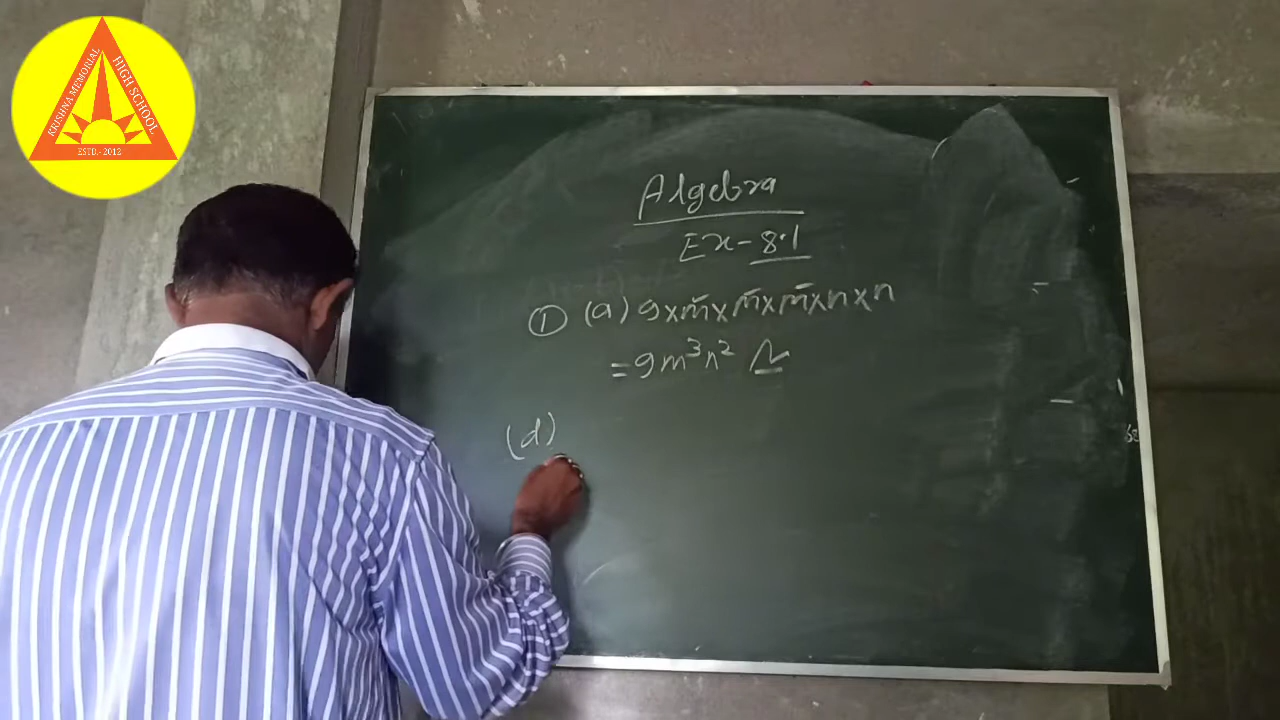 KRISHNA MEMORIAL
HIGH SCHOOL
ESTD.- 2012
Algebra
Ex-8.1
① (a) 9×m×m×m×n×n
=9m³n²
(d)